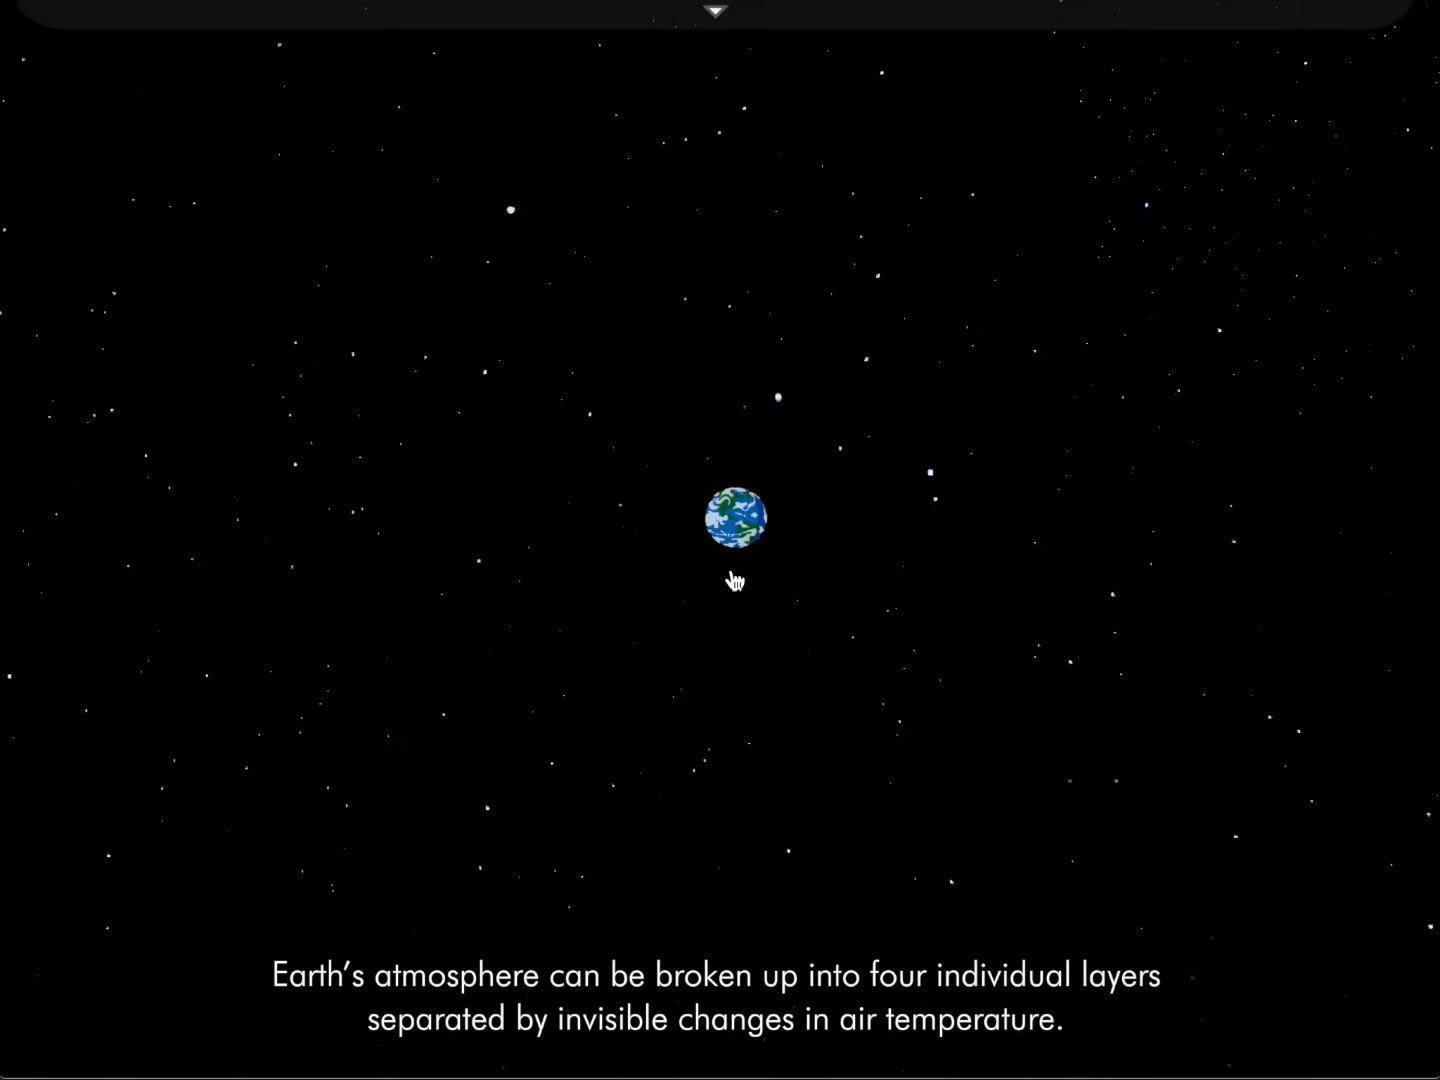 Earth’s atmosphere can be broken up into four individual layers
separated by invisible changes in air temperature.